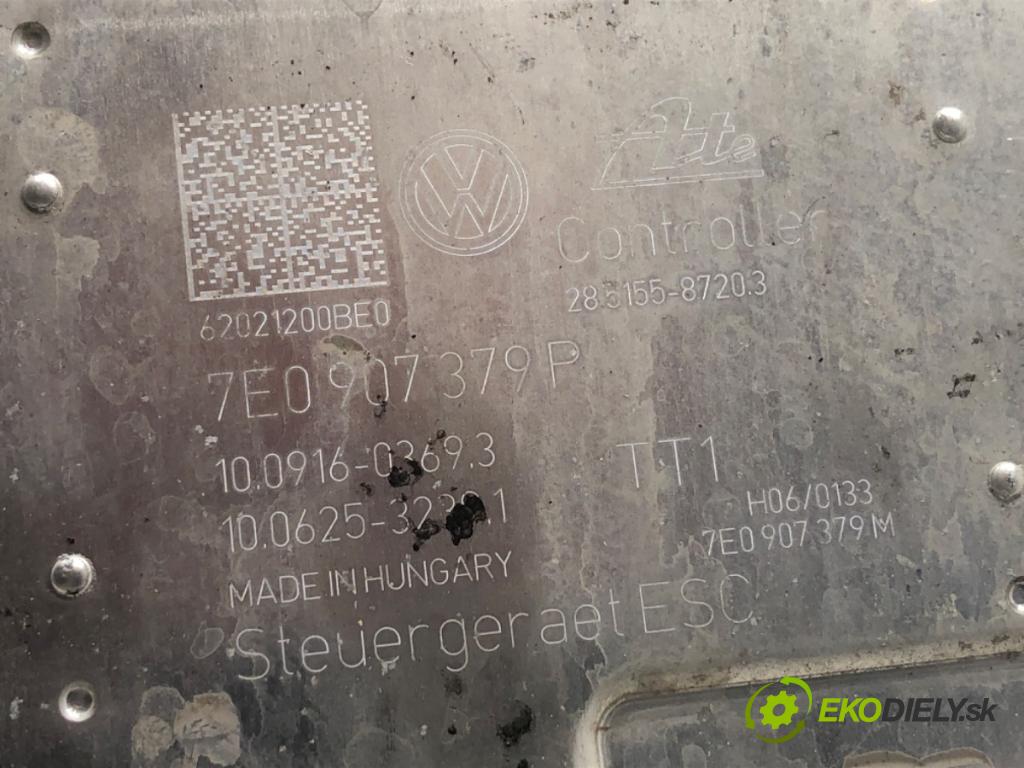 Ate
Controller
28.5155-8720.3
62021200BE0
7E0 907 379 P
10.0916-0369.3
TT1
H06/0133
7E0 907 379 M
MADE IN HUNGARY
Steuergeraet ESC
EKODIELY.sk